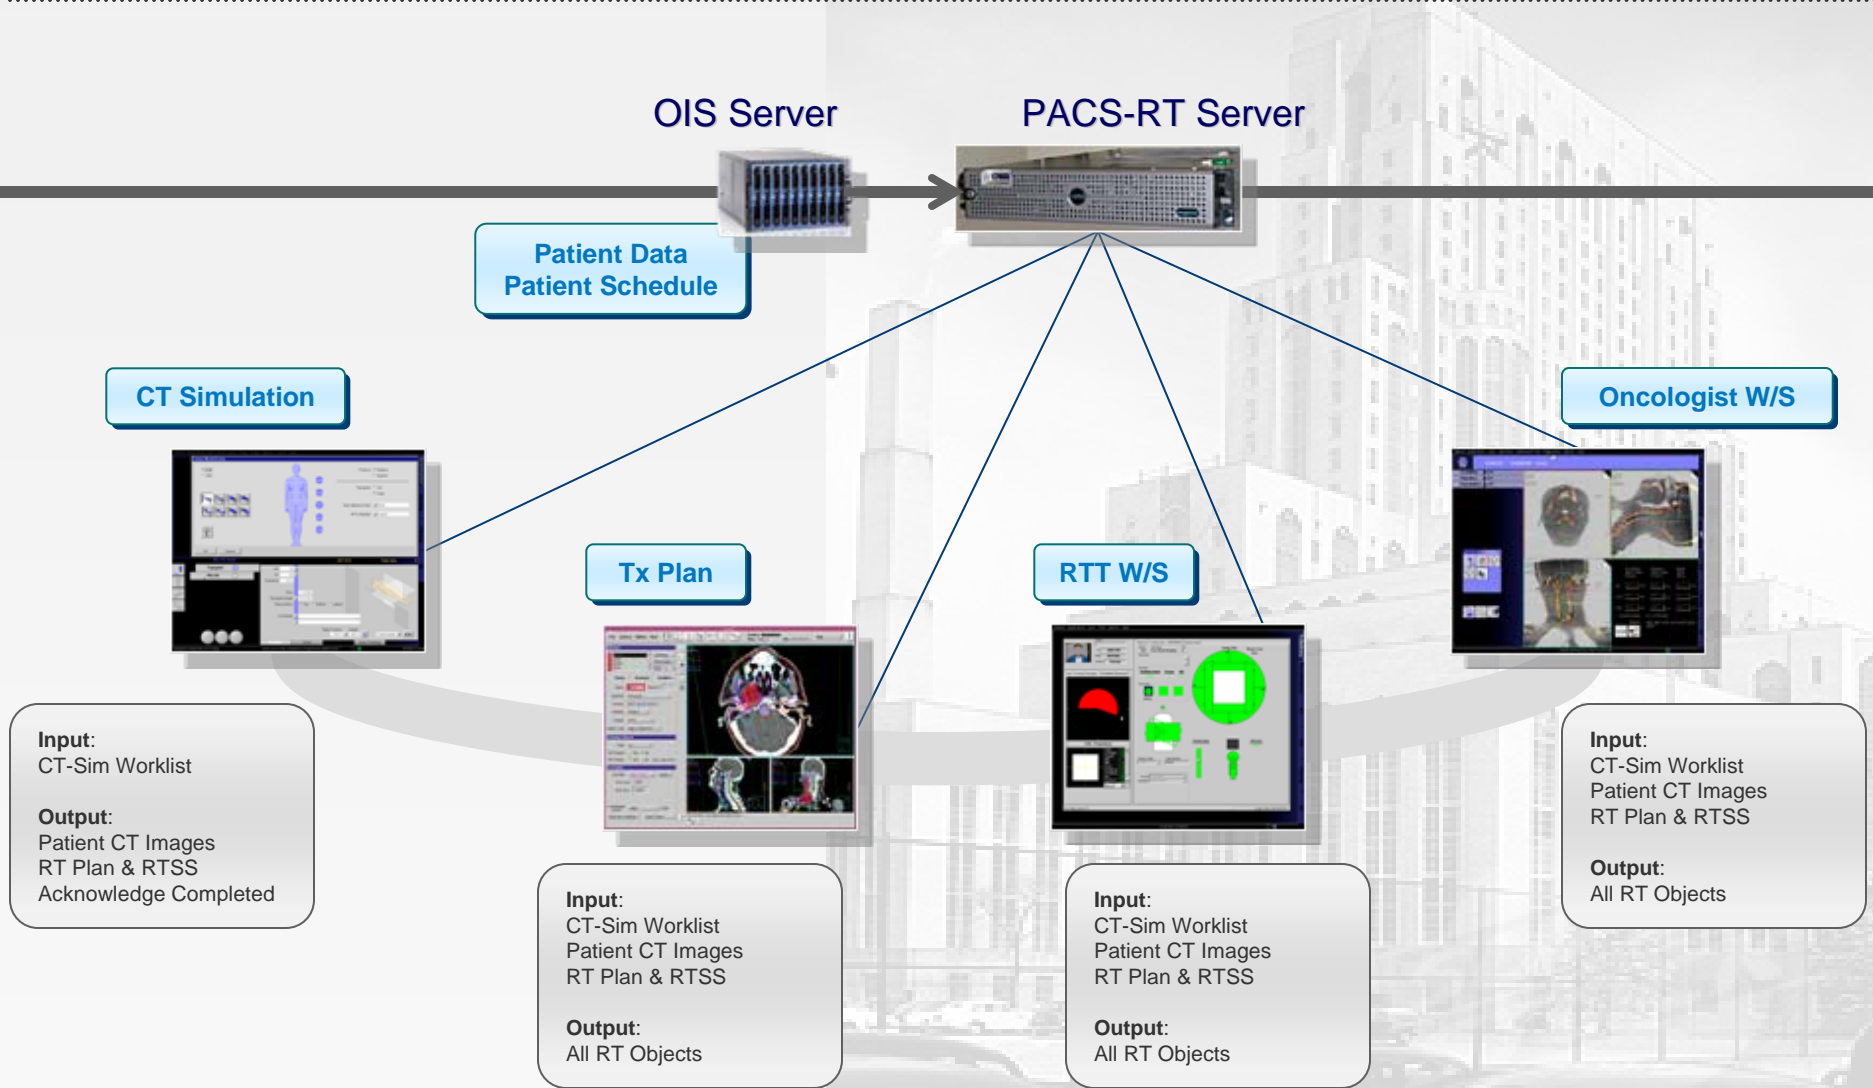 OIS Server
PACS-RT Server
Patient Data
Patient Schedule
CT Simulation
Oncologist W/S
Tx Plan
RTT W/S
Input:
CT-Sim Worklist
Output:
Patient CT Images
RT Plan & RTSS
Acknowledge Completed
Input:
CT-Sim Worklist
Patient CT Images
RT Plan & RTSS
Output:
All RT Objects
Input:
CT-Sim Worklist
Patient CT Images
RT Plan & RTSS
Output:
All RT Objects
Input:
CT-Sim Worklist
Patient CT Images
RT Plan & RTSS
Output:
All RT Objects